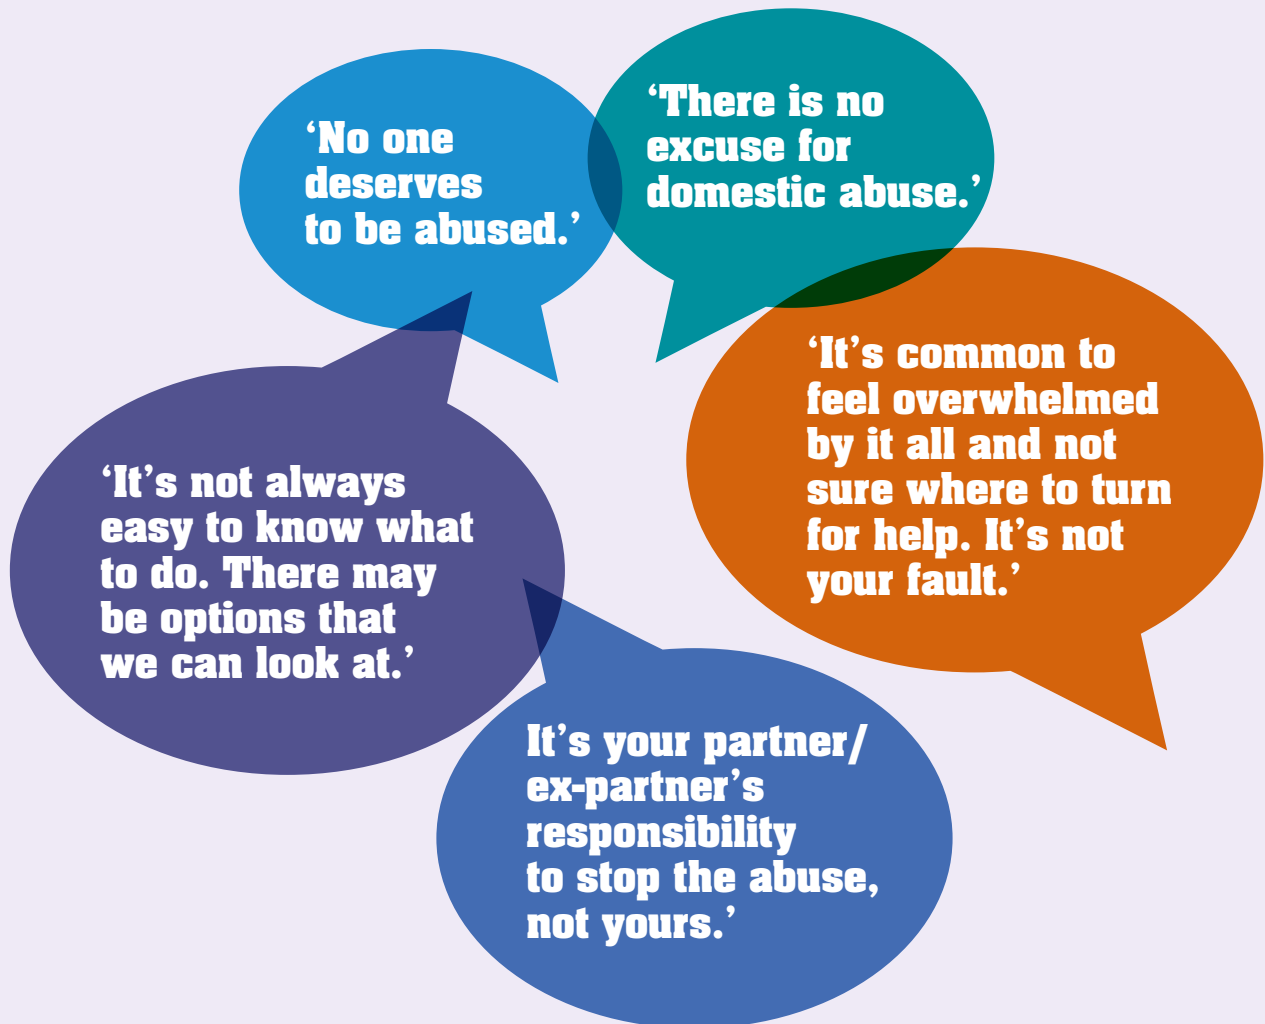 ‘No one
deserves
to be abused.’
‘There is no
excuse for
domestic abuse.’
‘It’s common to
feel overwhelmed
by it all and not
sure where to turn
for help. It’s not
your fault.’
‘It’s not always
easy to know what
to do. There may
be options that
we can look at.’
It’s your partner/
ex-partner’s
responsibility
to stop the abuse,
not yours.’